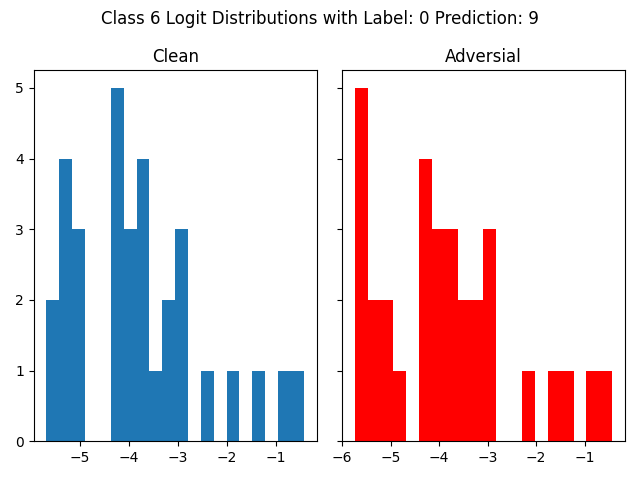 Class 6 Logit Distributions with Label: 0 Prediction: 9
Clean
Adversial
5
4
3
2
1
0
−5 −4 −3 −2 −1
−6 −5 −4 −3 −2 −1